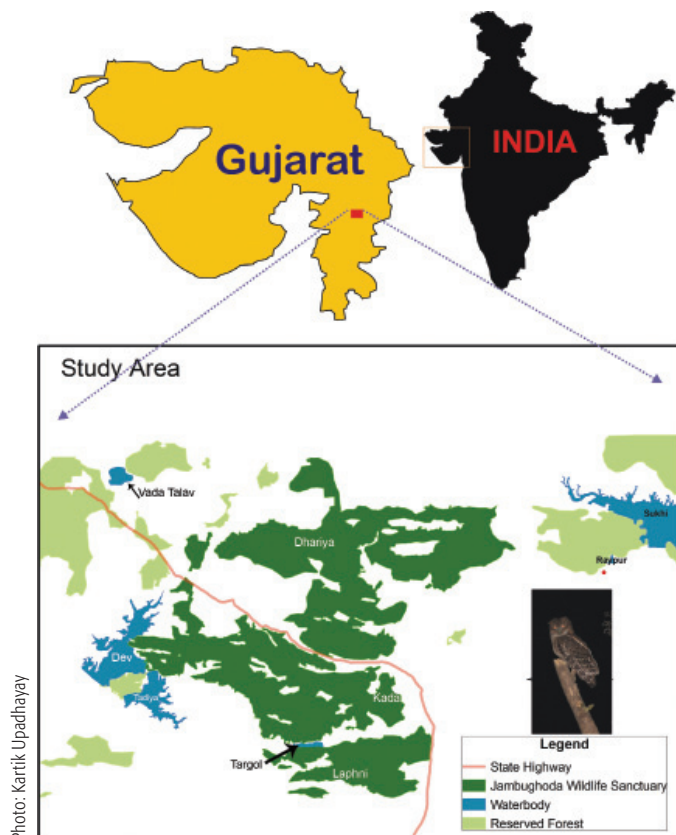 Gujarat
INDIA
Study Area
Vada Talav
Dhariya
Sukhi
Raypur
Dev
Tadiya
Kada
Targol
Laphni
Legend
State Highway
Jambughoda Wildlife Sanctuary
Waterbody
Reserved Forest
Photo: Kartik Upadhayay